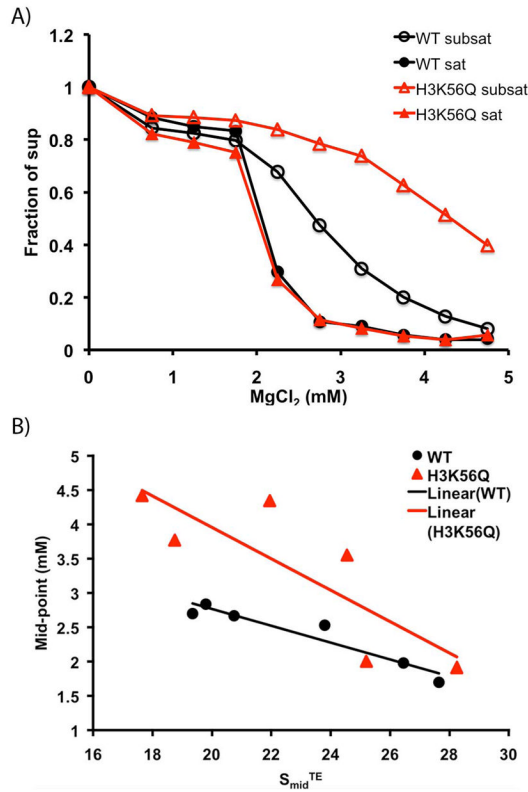 A)
WT subsat
WT sat
H3K56Q subsat
H3K56Q sat
Fraction of sup
1.2
1
0.8
0.6
0.4
0.2
0
0 1 2 3 4 5
MgCl2 (mM)
B)
WT
H3K56Q
Linear(WT)
Linear
(H3K56Q)
Mid-point (mM)
5
4.5
4
3.5
3
2.5
2
1.5
1
16 18 20 22 24 26 28 30
SmidTE